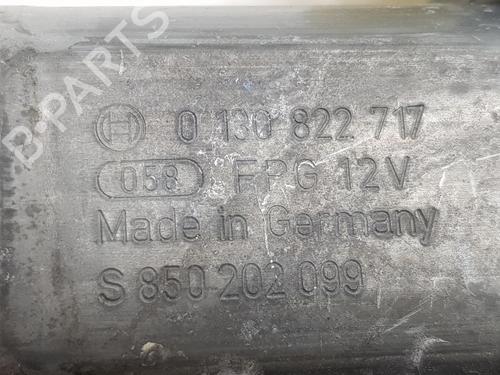 B-PARTS
0 130 822 717
058 FPG 12V
Made in Germany
S 850 202 099